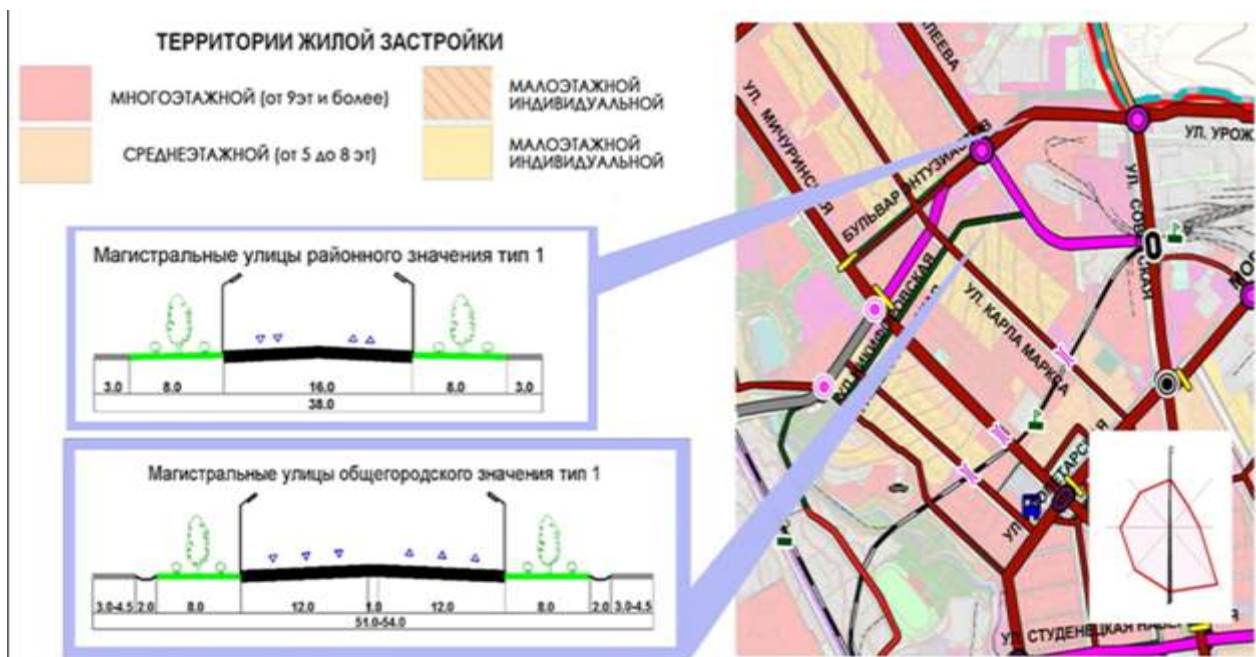 ТЕРРИТОРИИ ЖИЛОЙ ЗАСТРОЙКИ
МНОГОЭТАЖНОЙ (от 9эт и более)
МАЛОЭТАЖНОЙ
ИНДИВИДУАЛЬНОЙ
СРЕДНЕЭТАЖНОЙ (от 5 до 8 эт)
МАЛОЭТАЖНОЙ
ИНДИВИДУАЛЬНОЙ
Магистральные улицы районного значения тип 1
3.0 8.0 16.0 8.0 3.0
38.0
Магистральные улицы общегородского значения тип 1
3.0-4.5 2.0 8.0 12.0 1.0 12.0 8.0 2.0 3.0-4.5
51.0-54.0
УЛ. МИЧУРИНСКАЯ
БУЛЬВАР ЭНТУЗИАСТОВ
УЛ. УРОЖ
УЛ. СОВЕТСКАЯ
УЛ. КАРЛА МАРКСА
УЛ.
УЛ. СТУДЕНЕЦКАЯ